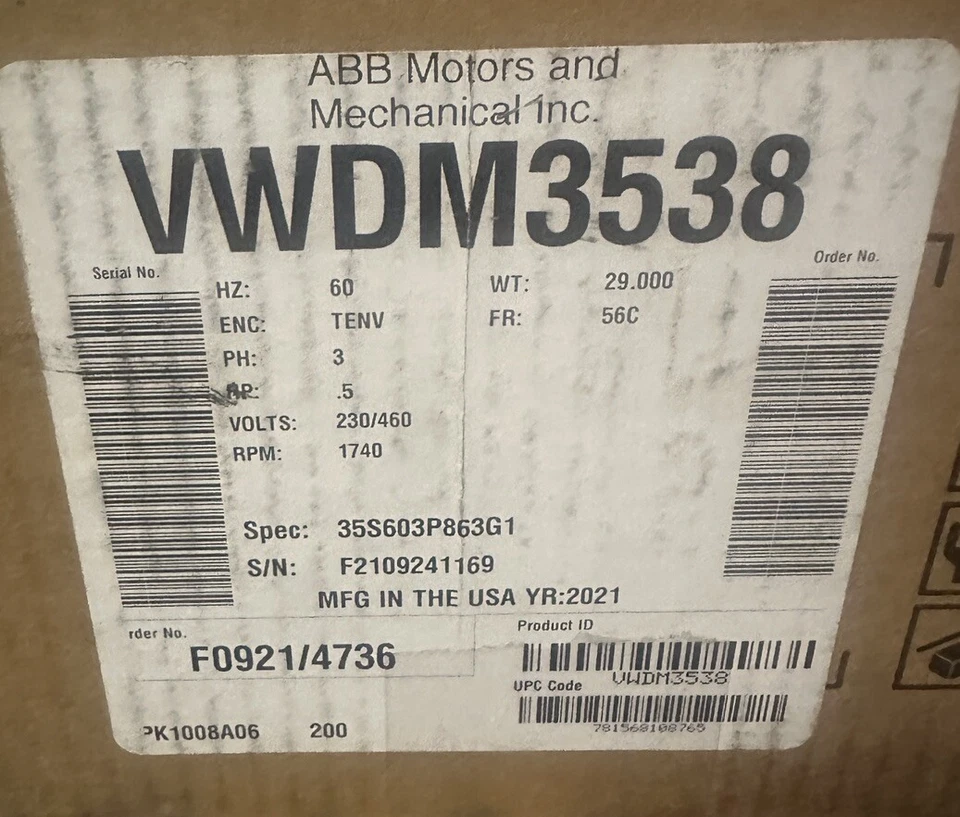 ABB Motors and
Mechanical Inc.
VWDM3538
Serial No.
Order No.
HZ: 60 WT: 29.000
ENC: TENV FR: 56C
PH: 3
HP: .5
VOLTS: 230/460
RPM: 1740
Spec: 35S603P863G1
S/N: F2109241169
MFG IN THE USA YR:2021
rder No.
F0921/4736
Product ID
VWDM3538
UPC Code
781568108765
PK1008A06 200